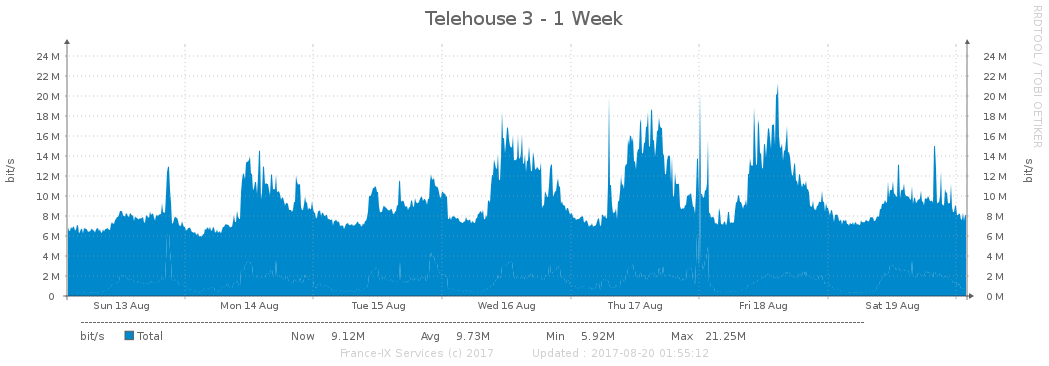 Telehouse 3 - 1 Week
RRDTOOL / TOBI OETIKER
24 M 24 M
22 M 22 M
20 M 20 M
18 M 18 M
16 M 16 M
14 M 14 M
12 M 12 M
10 M 10 M
8 M 8 M
6 M 6 M
4 M 4 M
2 M 2 M
0 0 M
bit/s
bit/s
Sun 13 Aug Mon 14 Aug Tue 15 Aug Wed 16 Aug Thu 17 Aug Fri 18 Aug Sat 19 Aug
bit/s Total Now 9.12M Avg 9.73M Min 5.92M Max 21.25M
France-IX Services (c) 2017 Updated : 2017-08-20 01:55:12